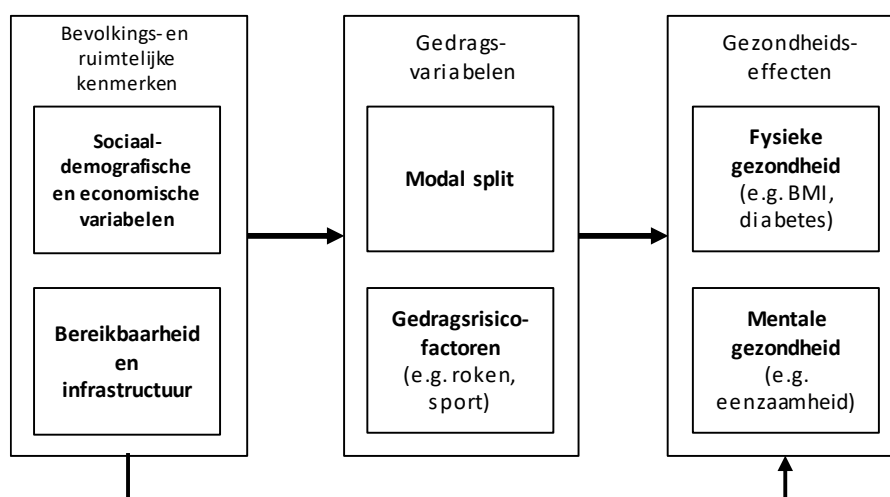 Bevolkings- en
ruimtelijke
kenmerken
Sociaal-
demografische
en economische
variabelen
Bereikbaarheid
en
infrastructuur
Gedrags-
variabelen
Modal split
Gedragsrisico-
factoren
(e.g. roken,
sport)
Gezondheids-
effecten
Fysieke
gezondheid
(e.g. BMI,
diabetes)
Mentale
gezondheid
(e.g.
eenzaamheid)